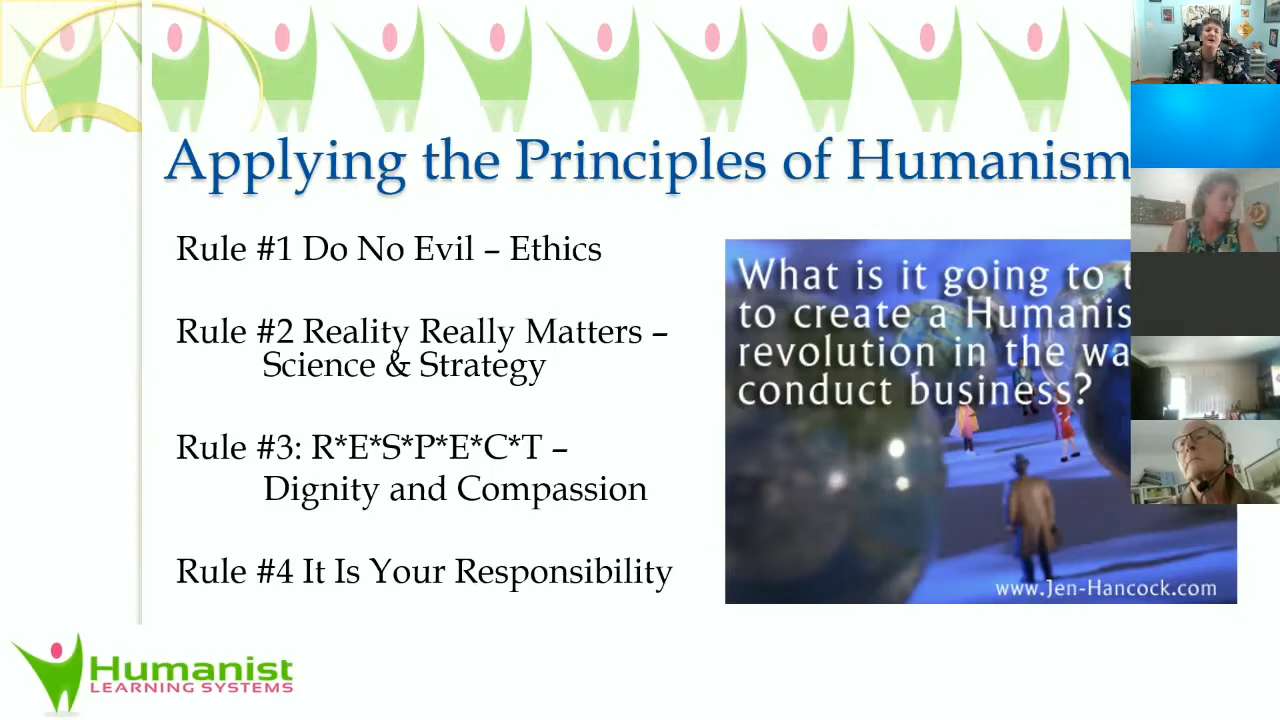 Applying the Principles of Humanism
Rule #1 Do No Evil – Ethics
Rule #2 Reality Really Matters –
Science & Strategy
Rule #3: R*E*S*P*E*C*T –
Dignity and Compassion
Rule #4 It Is Your Responsibility
What is it going to
to create a
revolution in the
conduct business?
www.Jen-Hancock.com
Humanist
LEARNING SYSTEMS